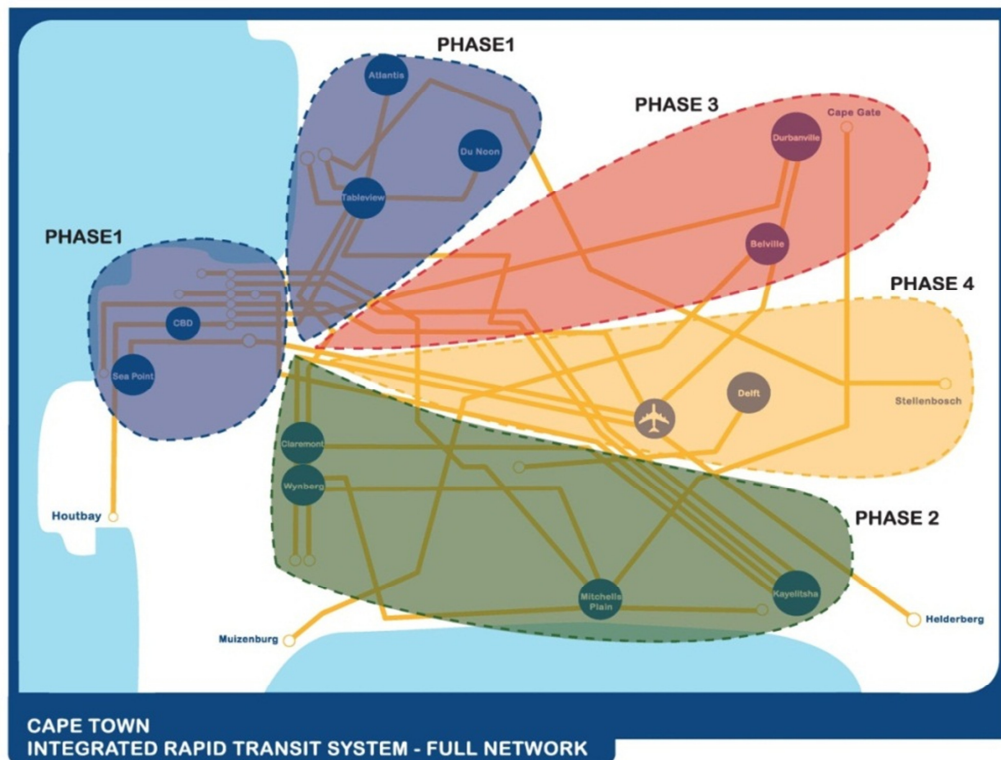 PHASE1
Atlantis
PHASE 3
Cape Gate
Durbanville
Du Noon
Tableview
PHASE1
Belville
PHASE 4
CBD
Sea Point
Delft
Stellenbosch
Claremont
Wynberg
Houtbay
PHASE 2
Mitchells
Plain
Kayelitsha
Helderberg
Muizenburg
CAPE TOWN
INTEGRATED RAPID TRANSIT SYSTEM - FULL NETWORK